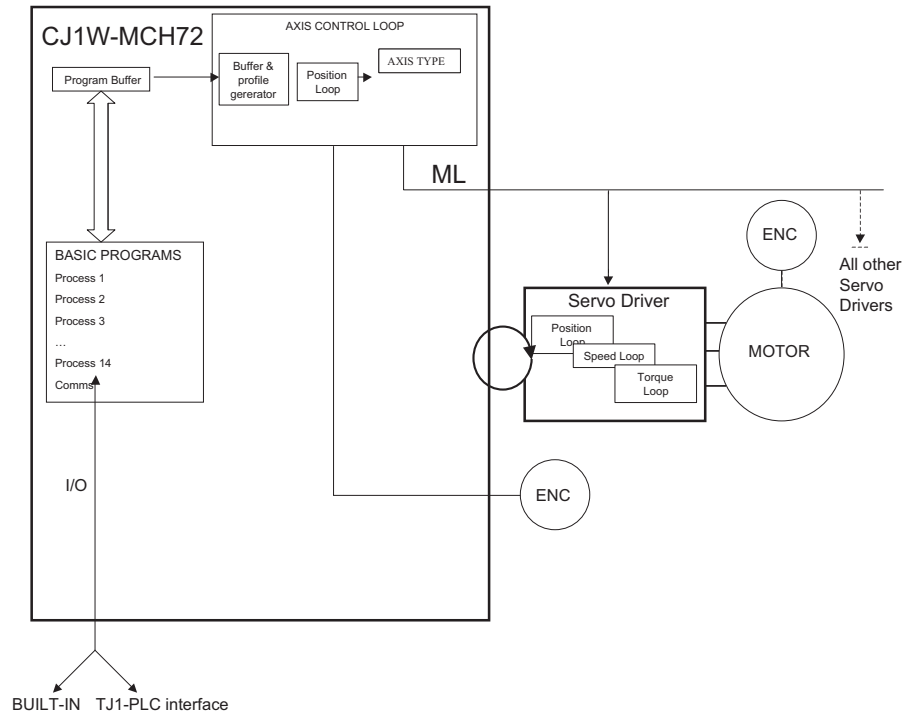 CJ1W-MCH72
AXIS CONTROL LOOP
Program Buffer
Buffer &
profile
gererator
Position
Loop
AXIS TYPE
ML
BASIC PROGRAMS
Process 1
Process 2
Process 3
...
Process 14
Comms
I/O
BUILT-IN
TJ1-PLC interface
Servo Driver
Position
Loop
Speed Loop
Torque
Loop
ENC
MOTOR
ENC
All other
Servo
Drivers